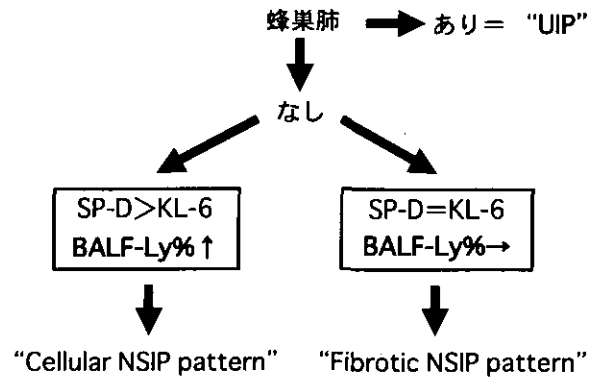 蜂巣肺 → あり= “UIP”
なし
SP-D>KL-6
BALF-Ly%↑
SP-D=KL-6
BALF-Ly%→
“Cellular NSIP pattern”
“Fibrotic NSIP pattern”